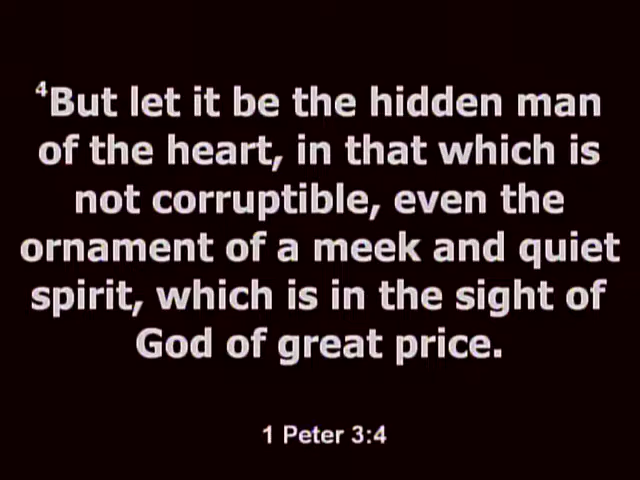 ⁴But let it be the hidden man
of the heart, in that which is
not corruptible, even the
ornament of a meek and quiet
spirit, which is in the sight of
God of great price.
1 Peter 3:4